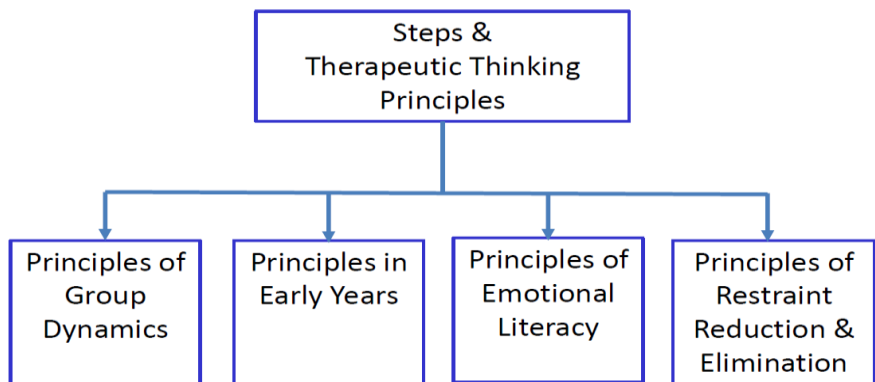 Steps &
Therapeutic Thinking
Principles
Principles of
Group
Dynamics
Principles in
Early Years
Principles of
Emotional
Literacy
Principles of
Restraint
Reduction &
Elimination